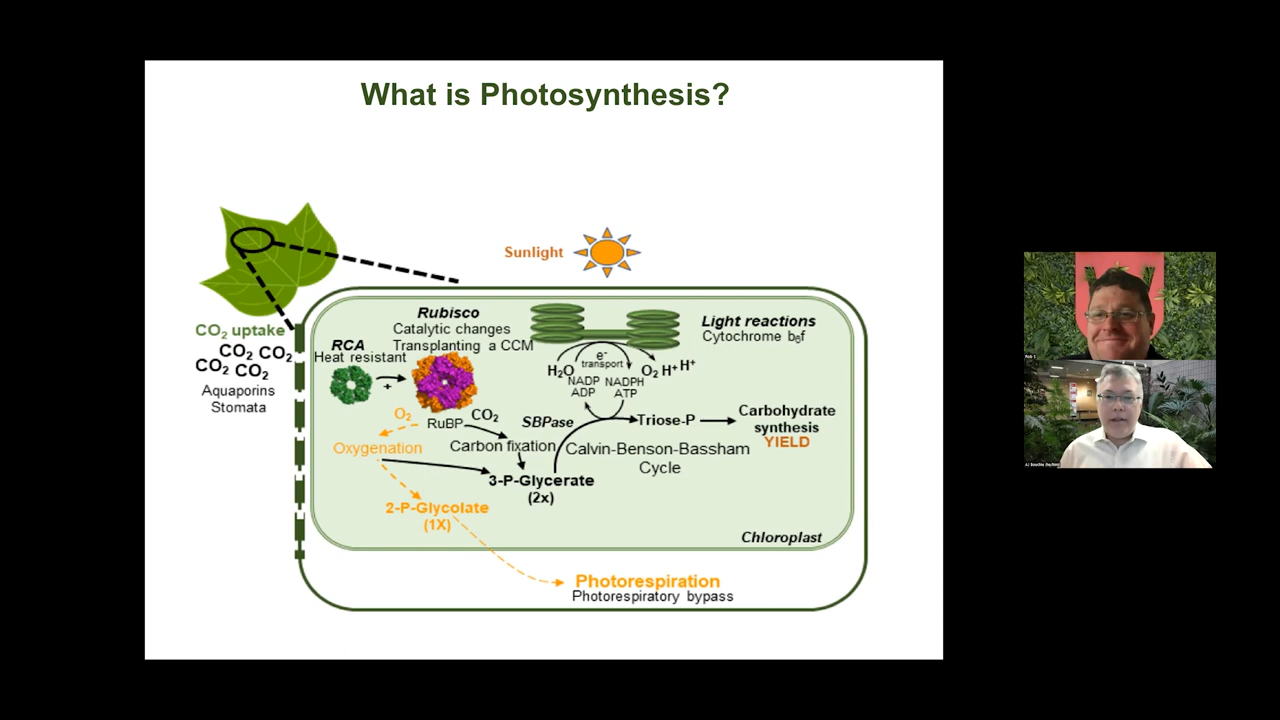 What is Photosynthesis?
Sunlight
CO₂ uptake
CO₂ CO₂
CO₂ CO₂
Aquaporins
Stomata
RCA
Heat resistant
+
Rubisco
Catalytic changes
Transplanting a CCM
Light reactions
Cytochrome b₆f
e⁻
transport
H₂O
O₂ H⁺ H⁺
NADP
ADP
NADPH
ATP
O₂
RuBP
CO₂
SBPase
Triose-P
Carbohydrate
synthesis
YIELD
Oxygenation
Carbon fixation
Calvin-Benson-Bassham
Cycle
3-P-Glycerate
(2x)
2-P-Glycolate
(1X)
Chloroplast
Photorespiration
Photorespiratory bypass